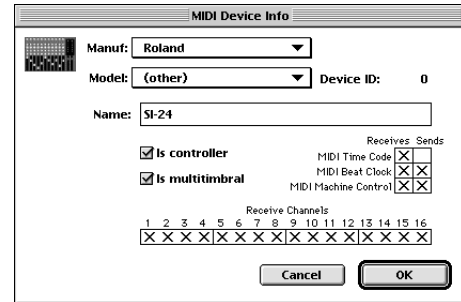 MIDI Device Info
Manuf: Roland
Model: (other) Device ID: 0
Name: SI-24
Receives Sends
Is controller
MIDI Time Code
MIDI Beat Clock
Is multitimbral
MIDI Machine Control
Receive Channels
1 2 3 4 5 6 7 8 9 10 11 12 13 14 15 16
Cancel OK